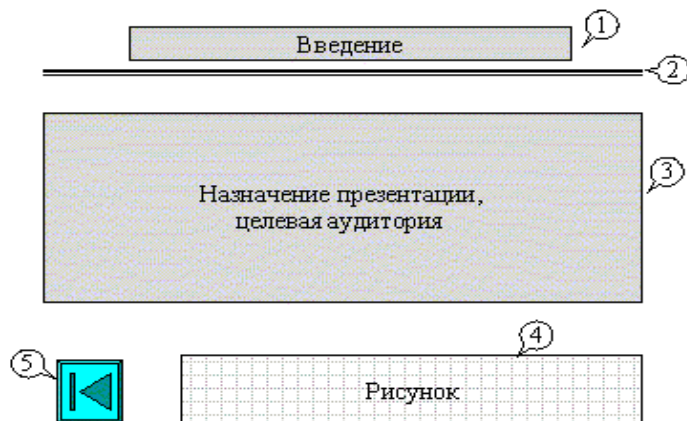 Введение
1
2
Назначение презентации,
целевая аудитория
3
4
5
Рисунок